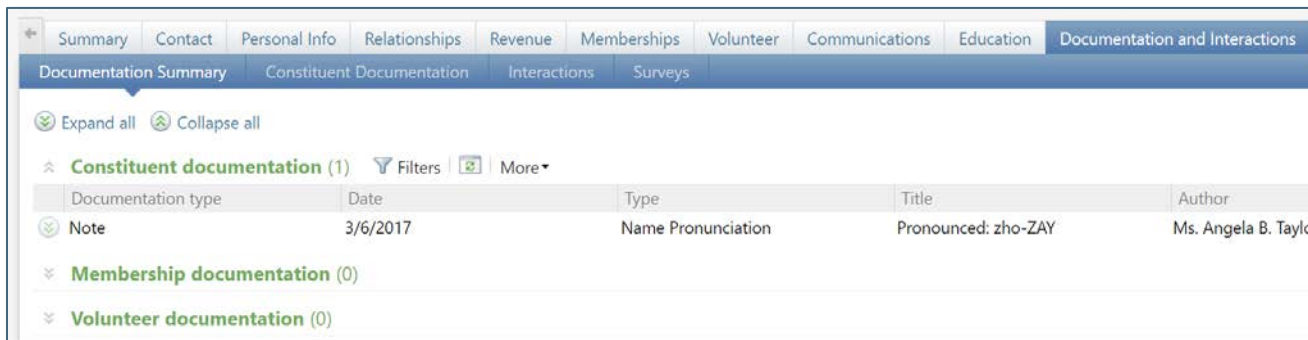 Summary Contact Personal Info Relationships Revenue Memberships Volunteer Communications Education Documentation and Interactions
Documentation Summary Constituent Documentation Interactions Surveys
Expand all Collapse all
Constituent documentation (1) Filters More
Documentation type Date Type Title Author
Note 3/6/2017 Name Pronunciation Pronounced: zho-ZAY Ms. Angela B.
Membership documentation (0)
Volunteer documentation (0)